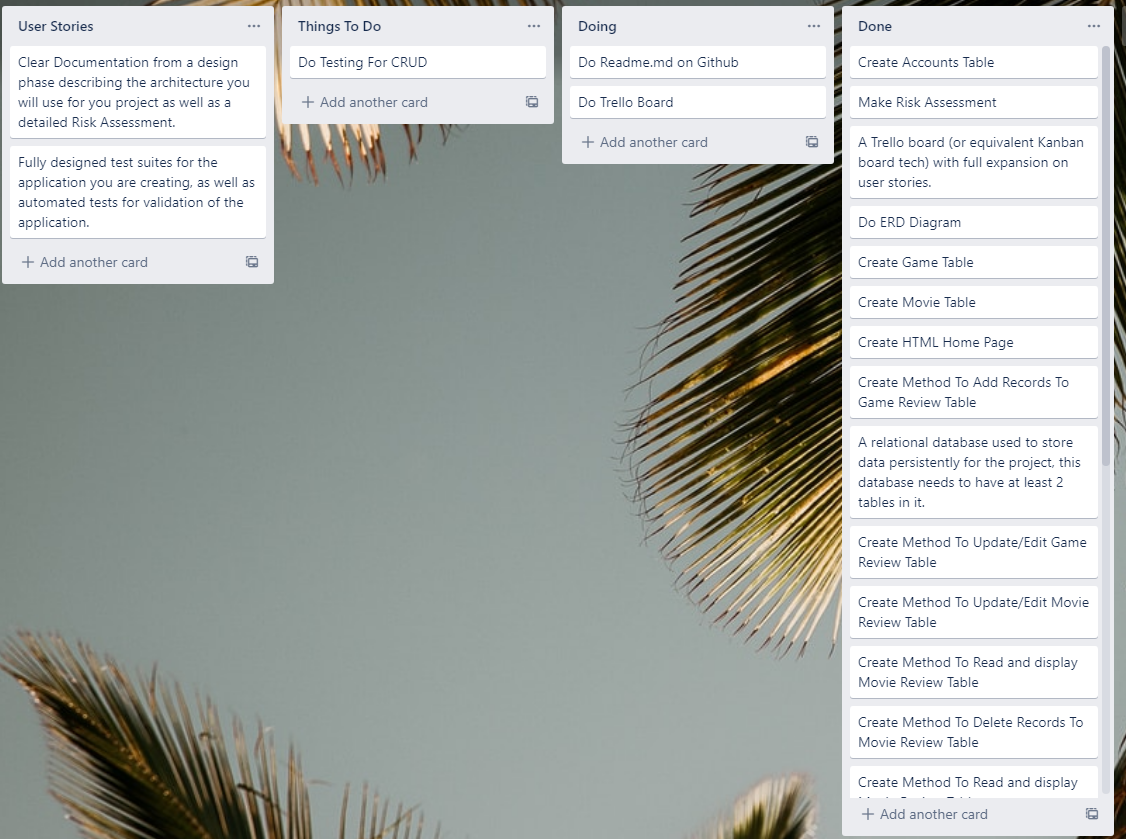 User Stories
Clear Documentation from a design
phase describing the architecture you
will use for you project as well as a
detailed Risk Assessment.
Fully designed test suites for the
application you are creating, as well as
automated tests for validation of the
application.
Add another card
Things To Do
Do Testing For CRUD
Add another card
Doing
Do Readme.md on Github
Do Trello Board
Add another card
Done
Create Accounts Table
Make Risk Assessment
A Trello board (or equivalent Kanban
board tech) with full expansion on
user stories.
Do ERD Diagram
Create Game Table
Create Movie Table
Create HTML Home Page
Create Method To Add Records To
Game Review Table
A relational database used to store
data persistently for the project, this
database needs to have at least 2
tables in it.
Create Method To Update/Edit Game
Review Table
Create Method To Update/Edit Movie
Review Table
Create Method To Read and display
Movie Review Table
Create Method To Delete Records To
Movie Review Table
Create Method To Read and display
Add another card